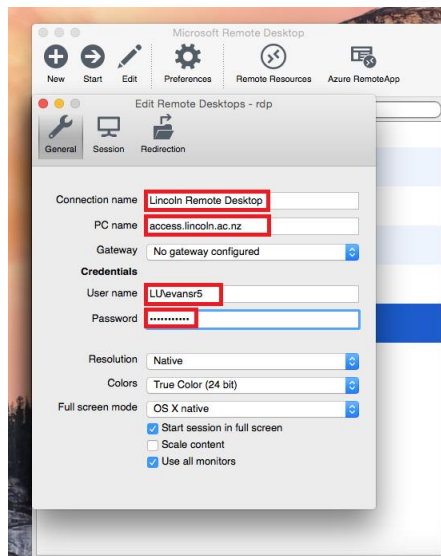 Microsoft Remote Desktop
New Start Edit Preferences Remote Resources Azure RemoteApp
Edit Remote Desktops - rdp
General Session Redirection
Connection name Lincoln Remote Desktop
PC name access.lincoln.ac.nz
Gateway No gateway configured
Credentials
User name LU\evansr5
Password •••••••••••
Resolution Native
Colors True Color (24 bit)
Full screen mode OS X native
Start session in full screen
Scale content
Use all monitors